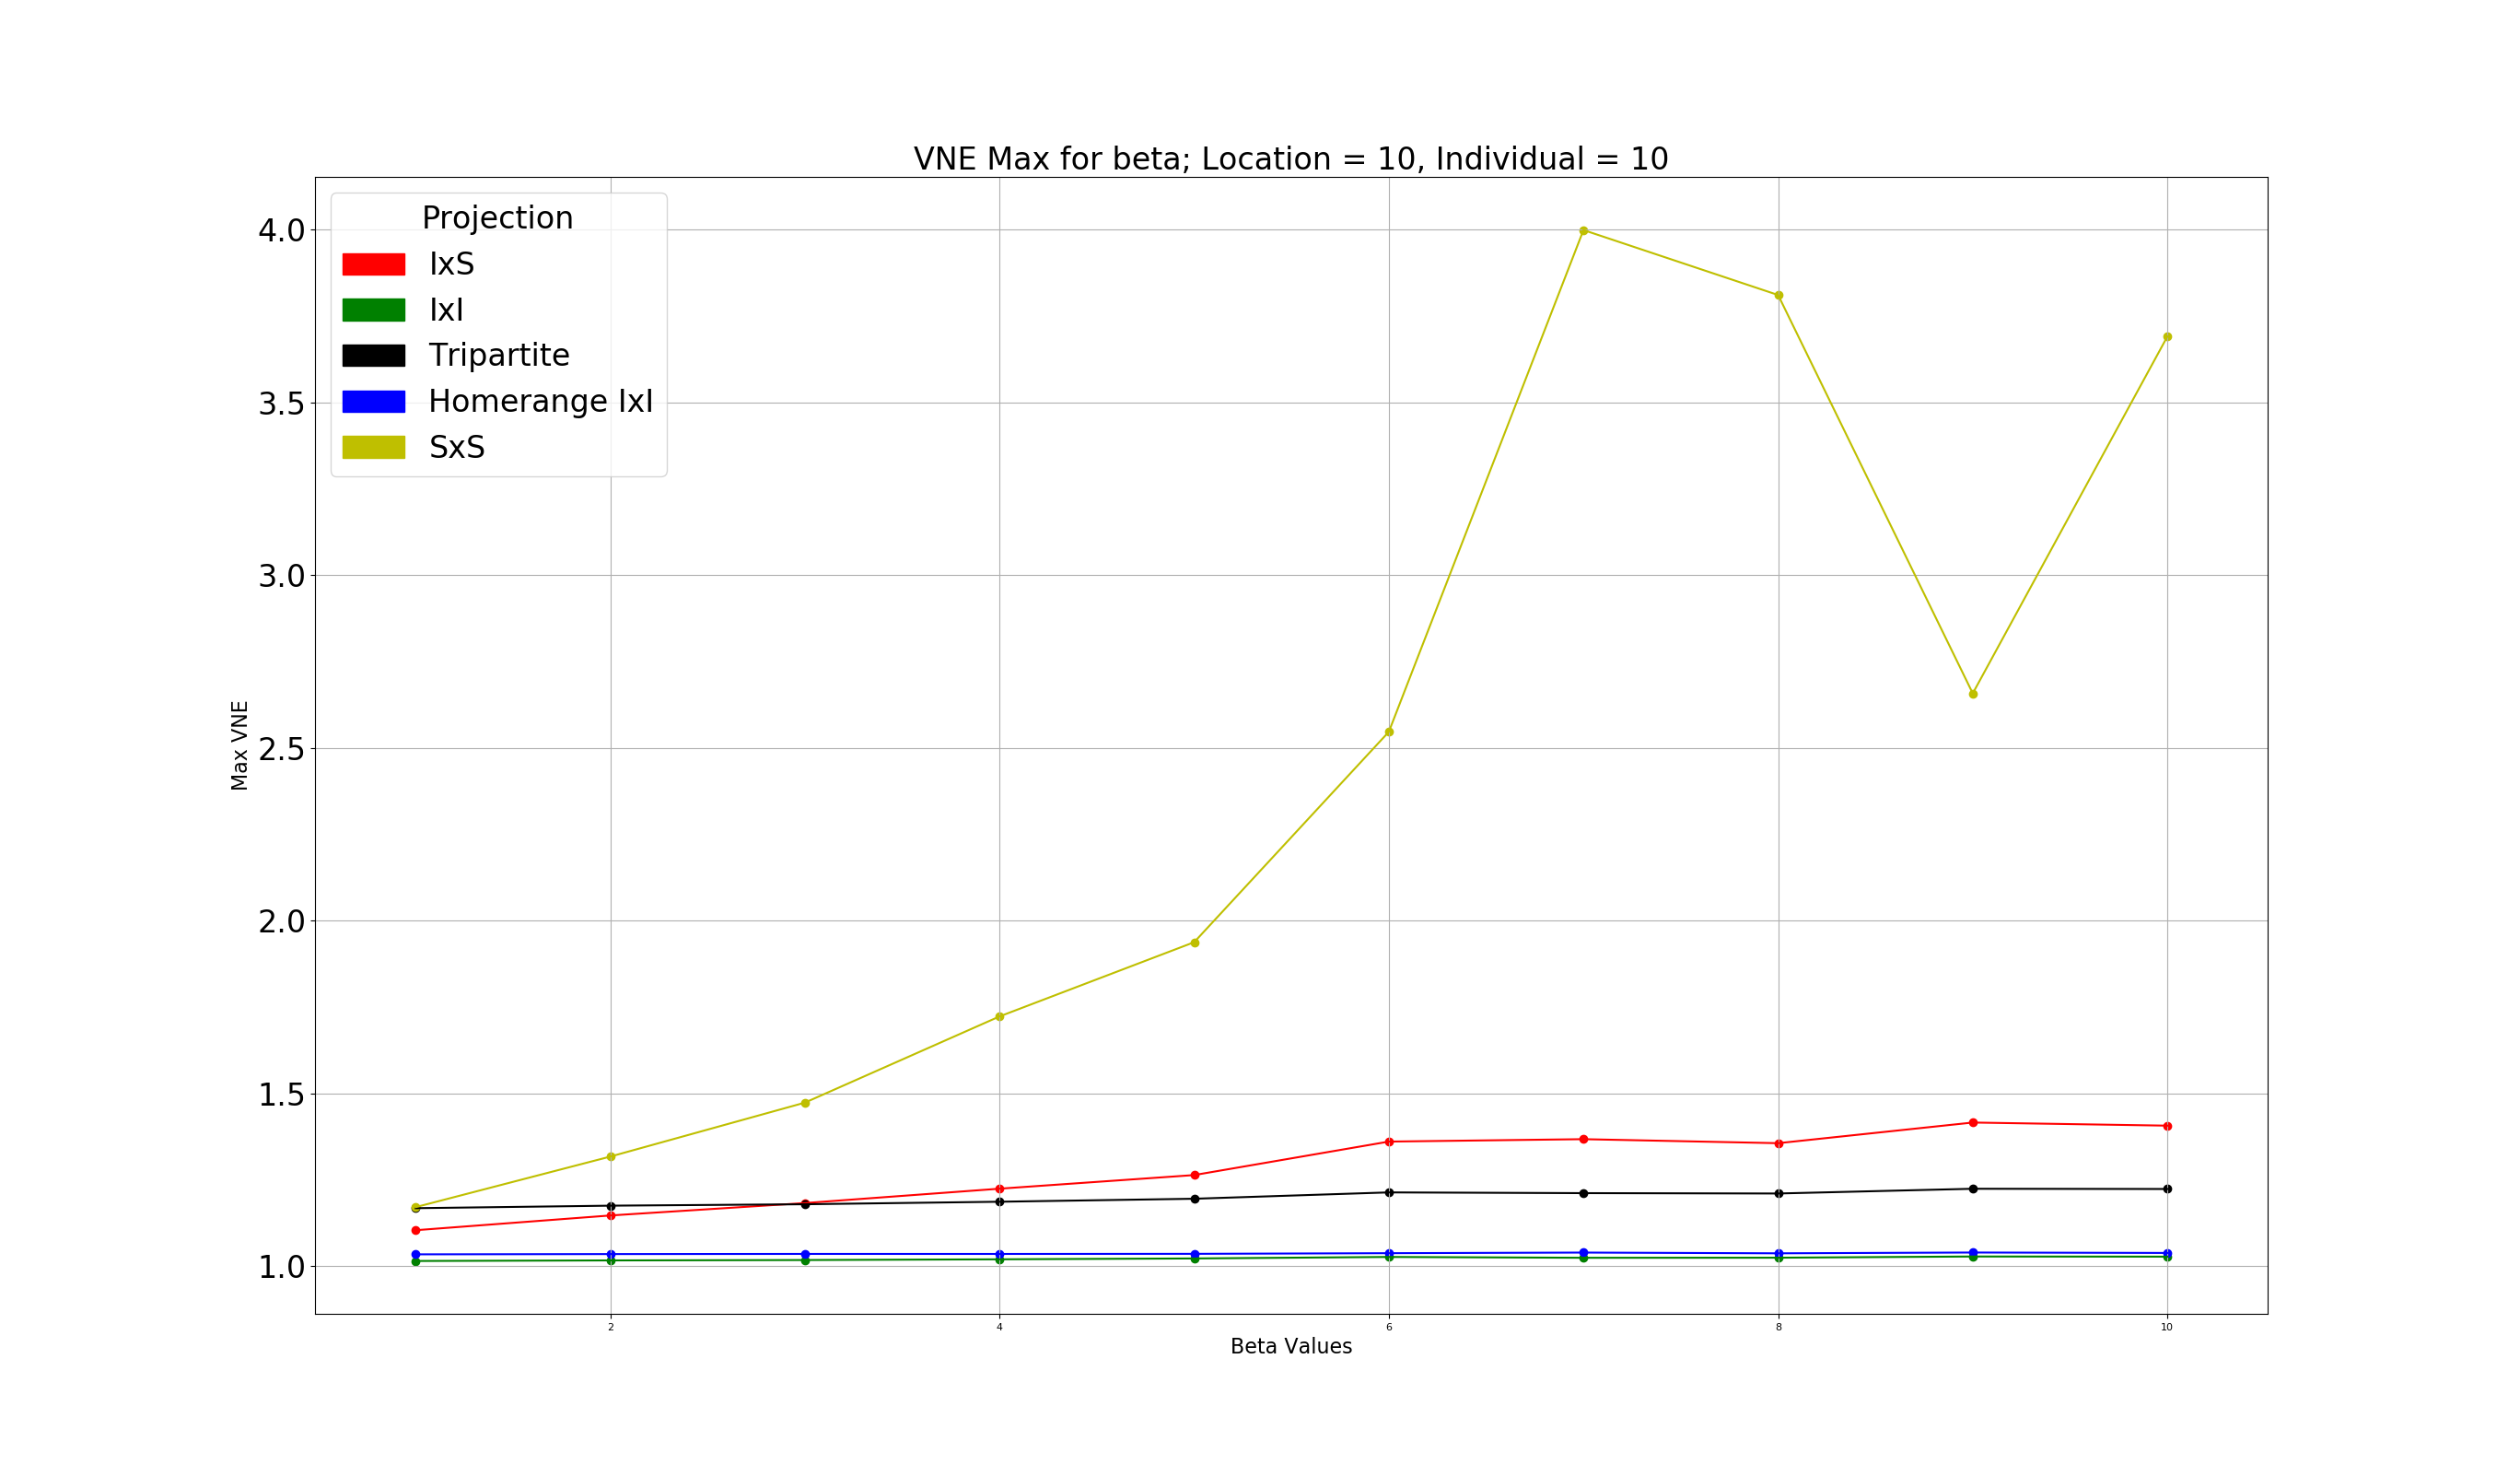 VNE Max for beta; Location = 10, Individual = 10
Projection
IxS
IxI
Tripartite
Homerange IxI
SxS
4.0
3.5
3.0
2.5
2.0
1.5
1.0
Max VNE
2 4 6 8 10
Beta Values